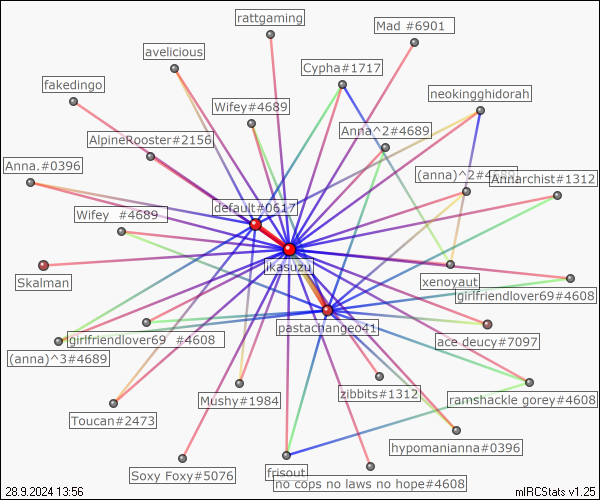 rattgaming
Mad #6901
avelicious
Cypha#1717
fakedingo
neokingghidorah
Wifey#4689
Anna^2#4689
AlpineRooster#2156
Anna.#0396
(anna)^2#4689
Annarchist#1312
default#0617
Wifey #4689
ikasuzu
Skalman
xenoyaut
girlfriendlover69#4608
pastachangeo41
girlfriendlover69 #4608
ace deucy#7097
(anna)^3#4689
zibbits#1312
Mushy#1984
ramshackle gorey#4608
Toucan#2473
hypomanianna#0396
Soxy Foxy#5076
frisout
no cops no laws no hope#4608
28.9.2024 13:56
mIRCStats v1.25